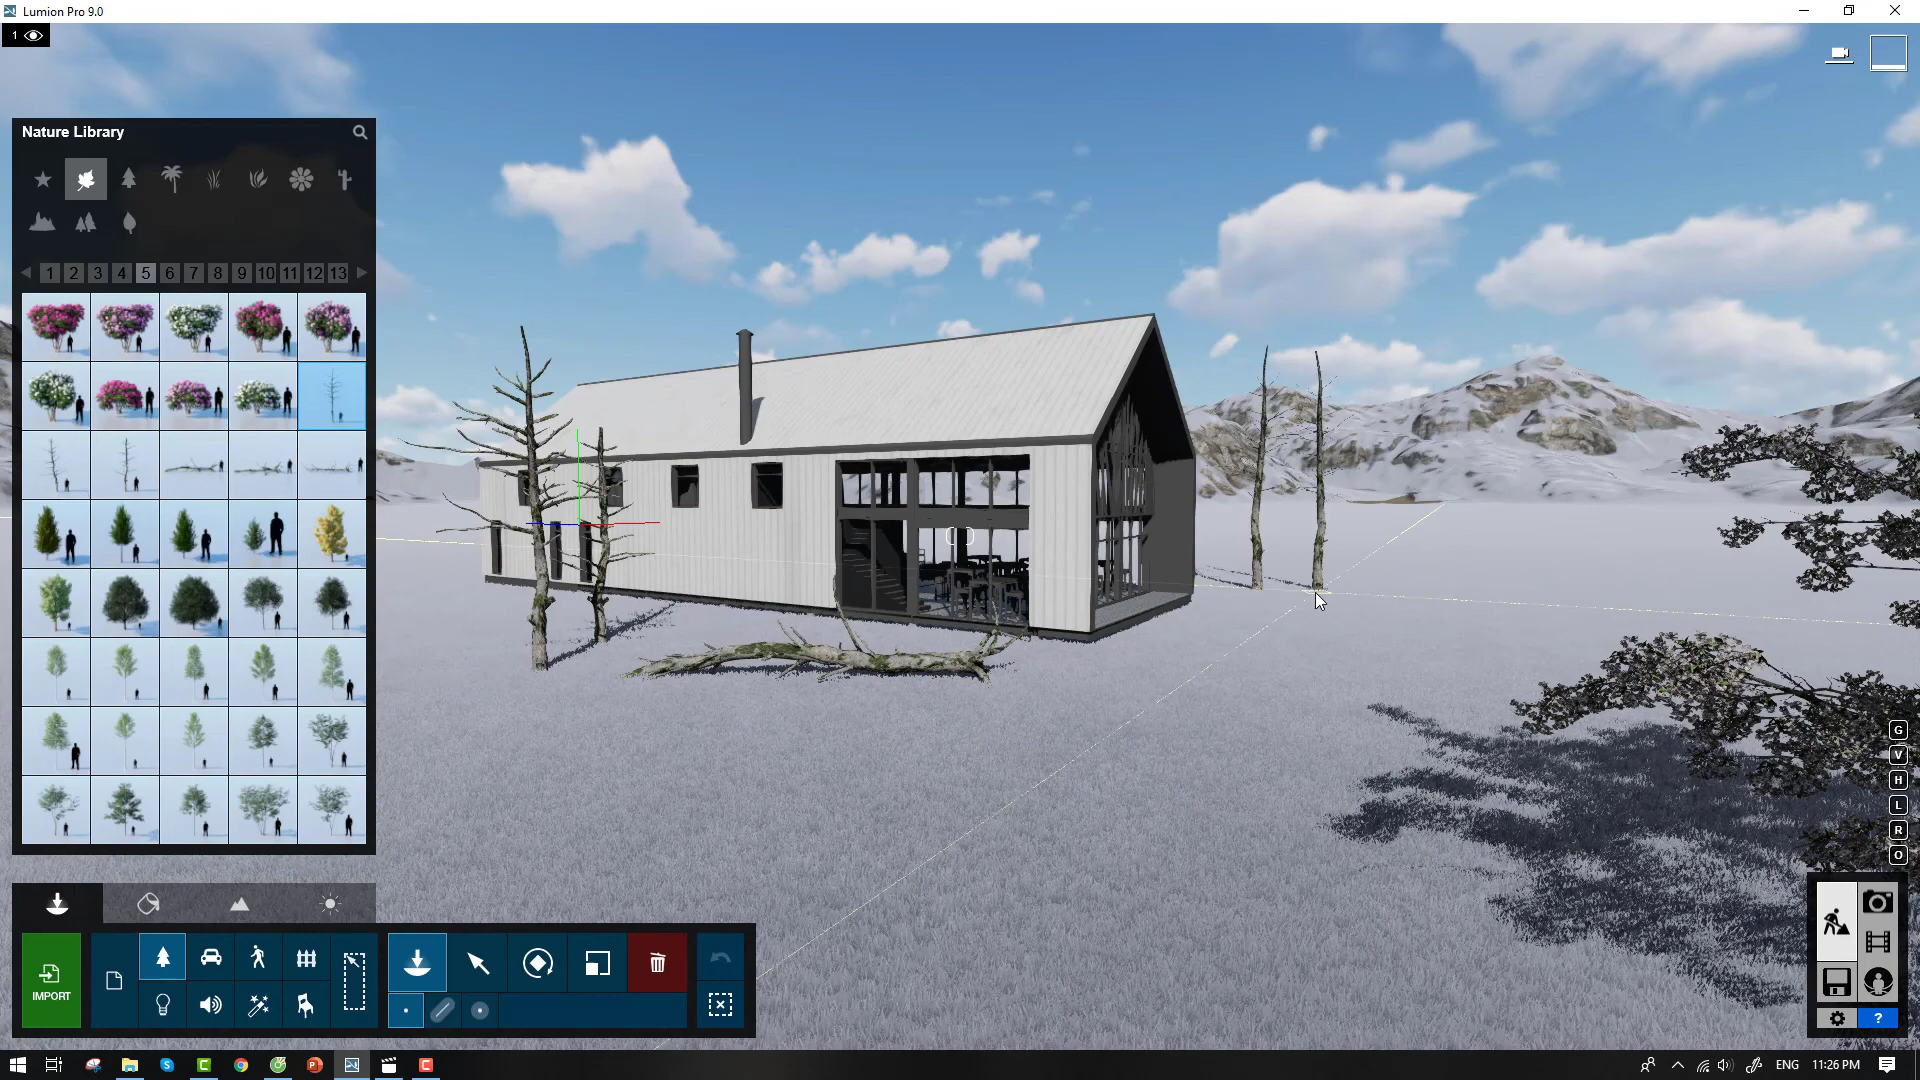 Lumion Pro 9.0
1
Nature Library
1 2 3 4 5 6 7 8 9 10 11 12 13
G
V
H
L
R
O
IMPORT
?
ENG 11:26 PM